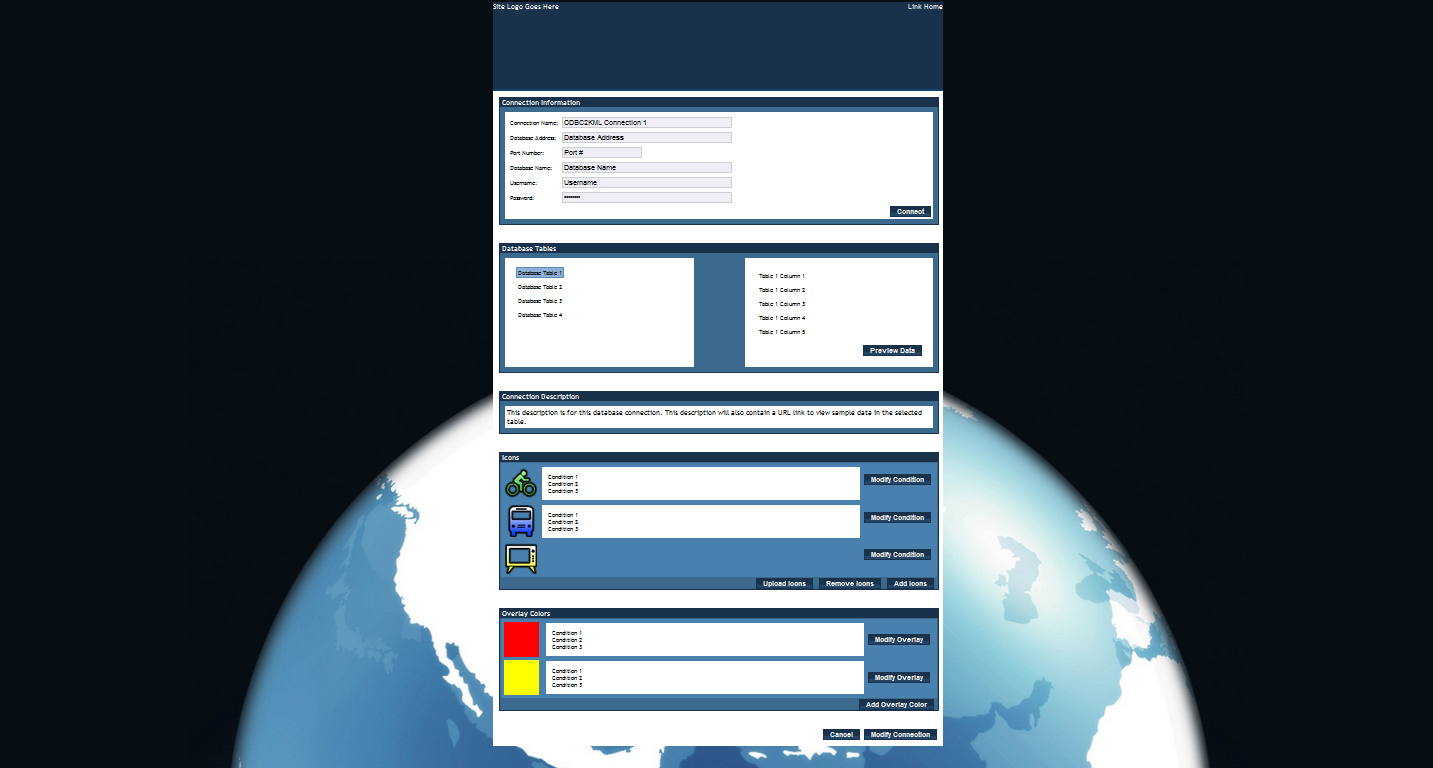 Site Logo Goes Here
Link Home
Connection Information
Connection Name: ODBC2KML Connection 1
Database Address: Database Address
Port Number: Port #
Database Name: Database Name
Username: Username
Password: ••••••••
Connect
Database Tables
Database Table 1
Database Table 2
Database Table 3
Database Table 4
Table 1 Column 1
Table 1 Column 2
Table 1 Column 3
Table 1 Column 4
Table 1 Column 5
Preview Data
Connection Description
This description is for this database connection. This description will also contain a URL link to view sample data in the selected
table.
Icons
Condition 1
Condition 2
Condition 3
Modify Condition
Condition 1
Condition 2
Condition 3
Modify Condition
Modify Condition
Upload Icons
Remove Icons
Add Icons
Overlay Colors
Condition 1
Condition 2
Condition 3
Modify Overlay
Condition 1
Condition 2
Condition 3
Modify Overlay
Add Overlay Color
Cancel
Modify Connection